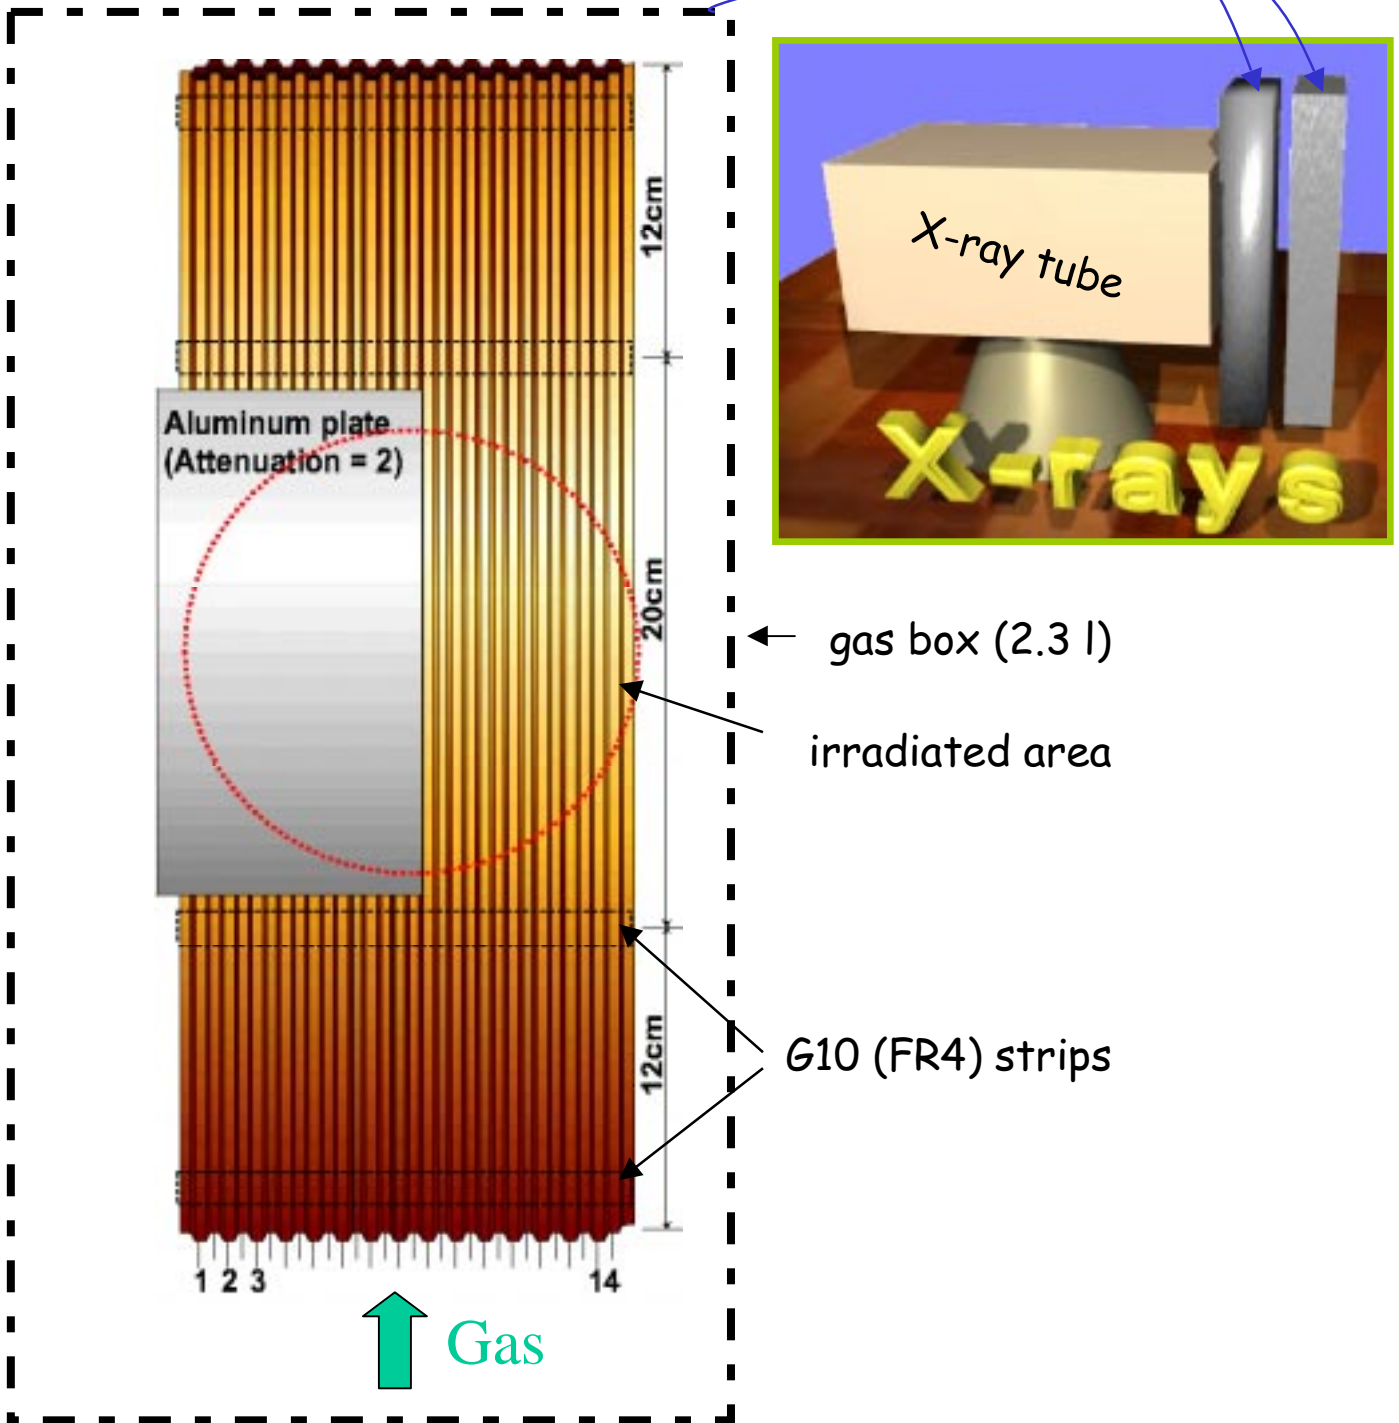 12cm
Aluminum plate
(Attenuation = 2)
20cm
12cm
1 2 3 14
Gas
X-ray tube
X-rays
gas box (2.3 l)
irradiated area
G10 (FR4) strips